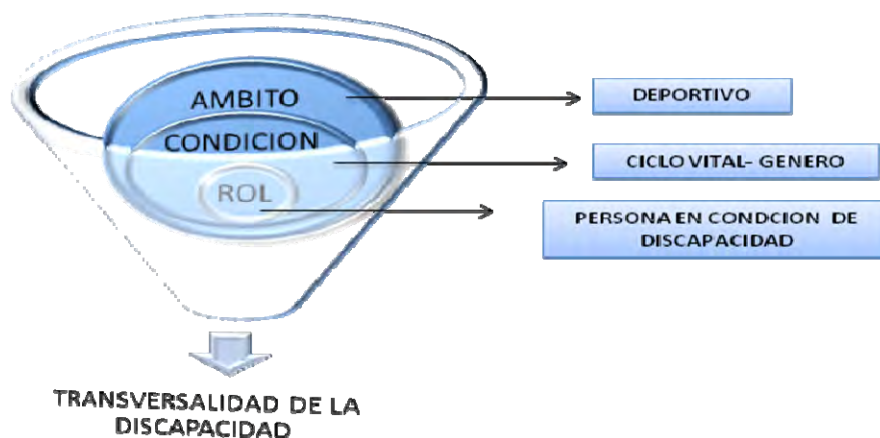 AMBITO
DEPORTIVO
CONDICION
CICLO VITAL- GENERO
ROL
PERSONA EN CONDCION DE
DISCAPACIDAD
TRANSVERSALIDAD DE LA
DISCAPACIDAD